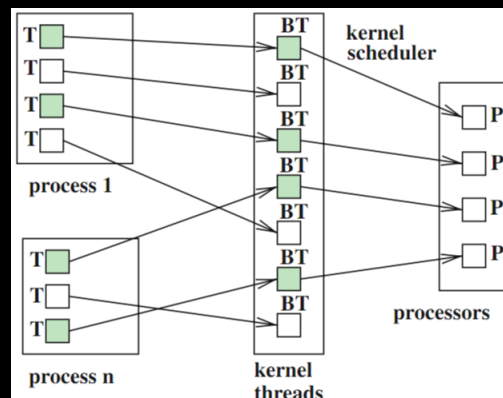 T
T
T
T
process 1
T
T
T
process n
BT
BT
BT
BT
BT
BT
BT
kernel
threads
kernel
scheduler
P
P
P
P
processors